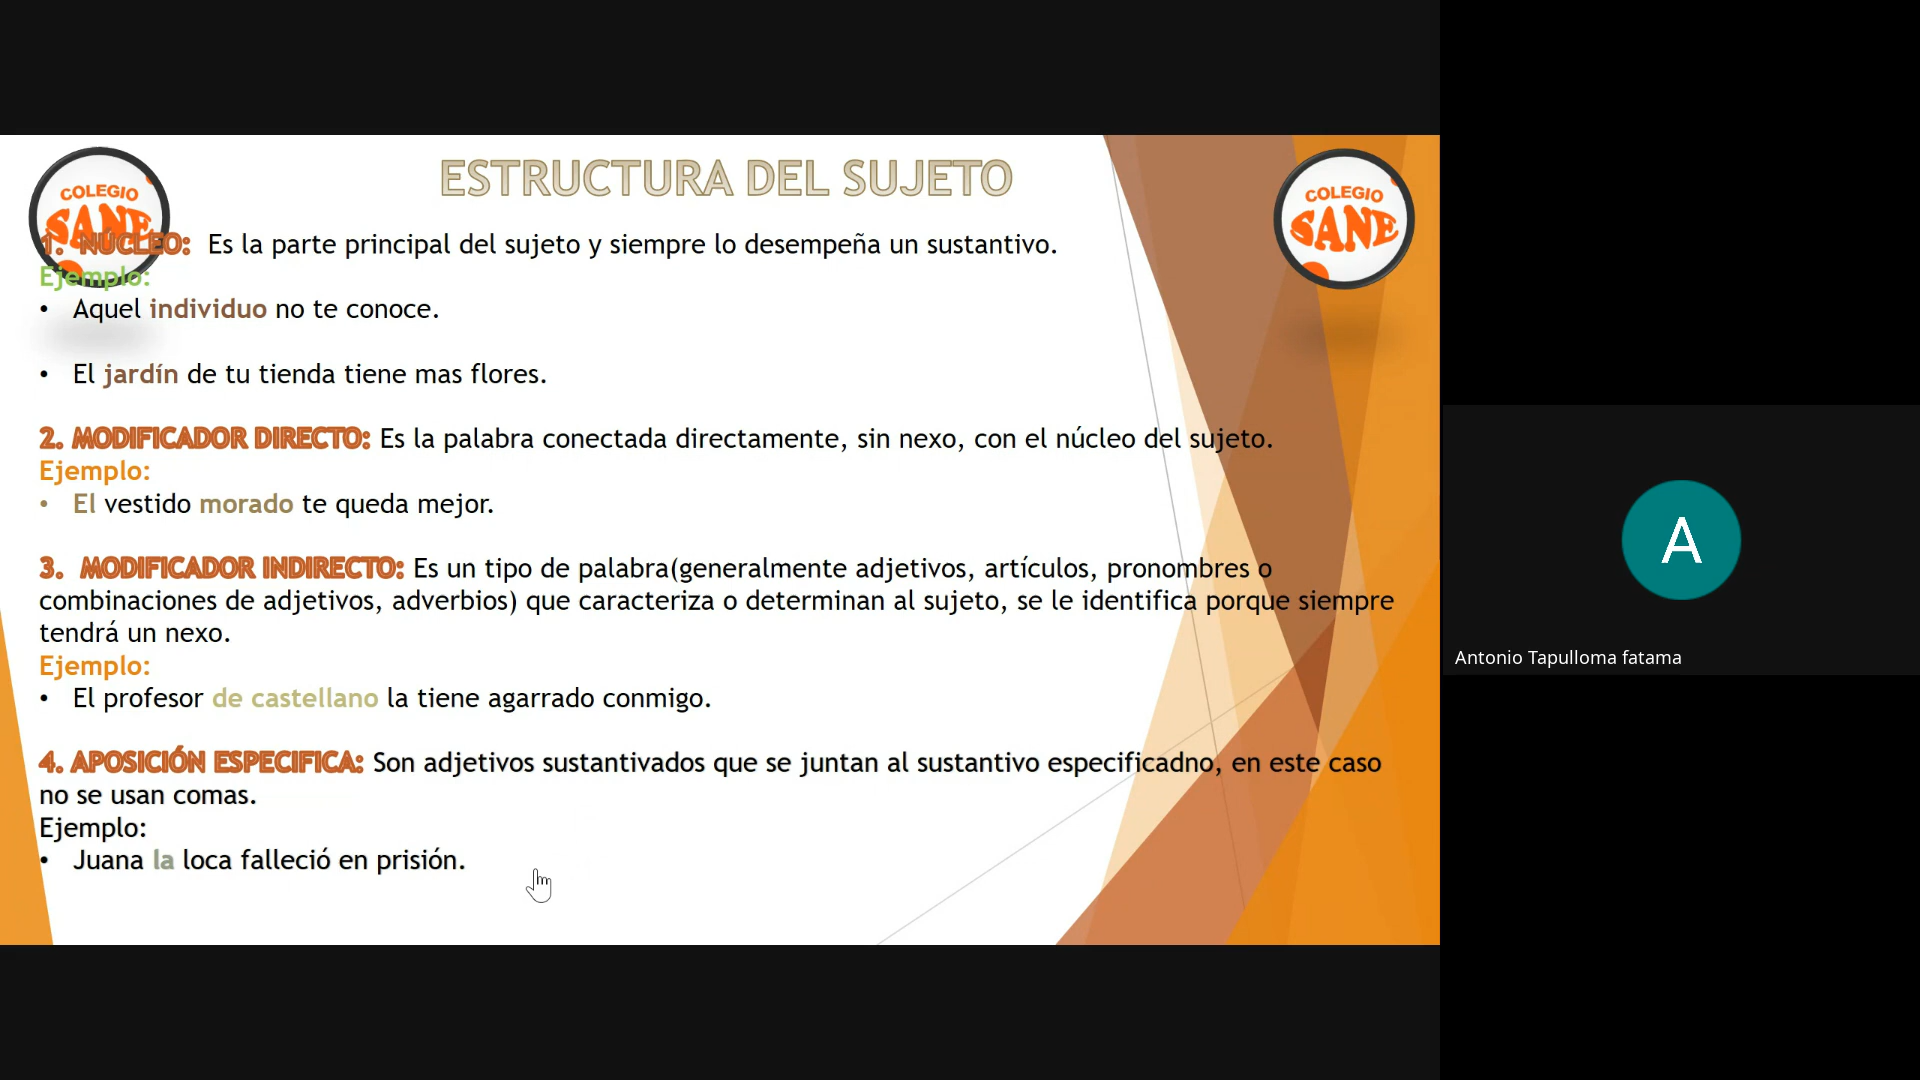 COLEGIO
SANE
ESTRUCTURA DEL SUJETO
COLEGIO
SANE
1. NÚCLEO: Es la parte principal del sujeto y siempre lo desempeña un sustantivo.
Ejemplo:
• Aquel individuo no te conoce.
• El jardín de tu tienda tiene mas flores.
2. MODIFICADOR DIRECTO: Es la palabra conectada directamente, sin nexo, con el núcleo del sujeto.
Ejemplo:
• El vestido morado te queda mejor.
3. MODIFICADOR INDIRECTO: Es un tipo de palabra(generalmente adjetivos, artículos, pronombres o
combinaciones de adjetivos, adverbios) que caracteriza o determinan al sujeto, se le identifica porque siempre
tendrá un nexo.
Ejemplo:
• El profesor de castellano la tiene agarrado conmigo.
4. APOSICIÓN ESPECIFICA: Son adjetivos sustantivados que se juntan al sustantivo especificadno, en este caso
no se usan comas.
Ejemplo:
• Juana la loca falleció en prisión.
A
Antonio Tapulloma fatama